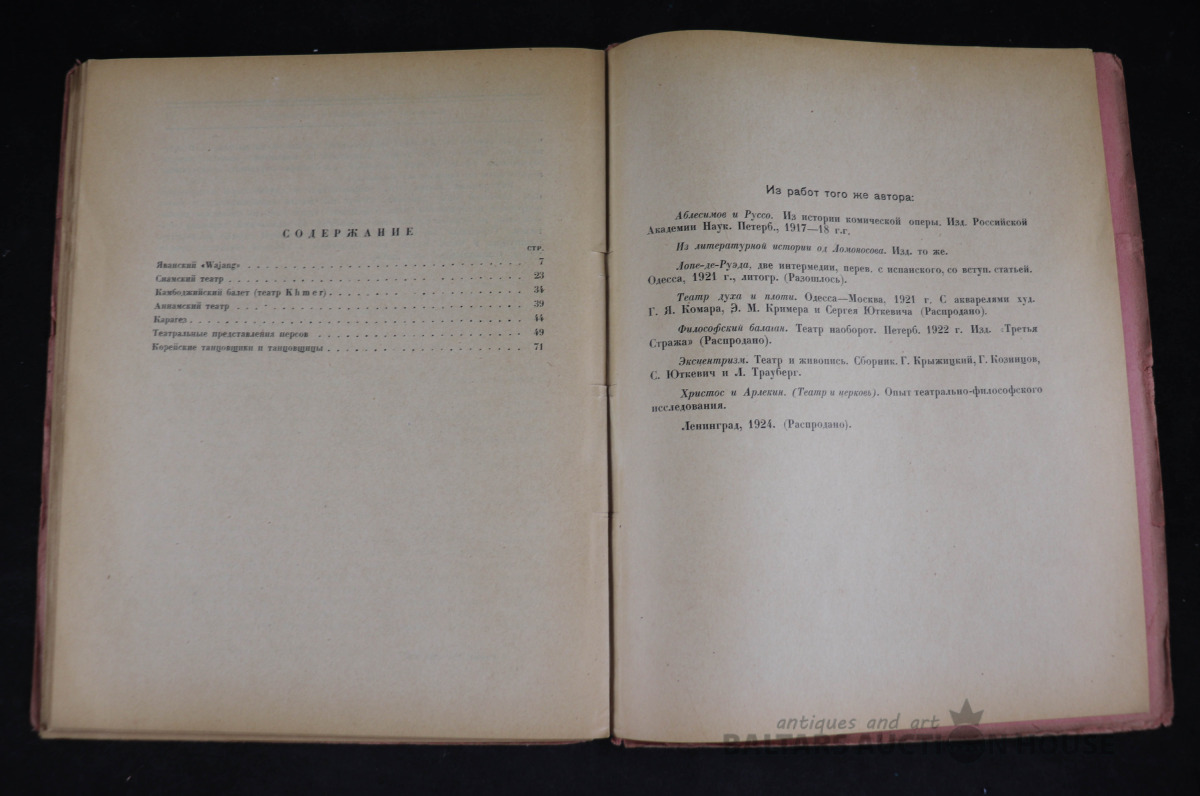 СОДЕРЖАНИЕ
СТР.
Яванский «Wajang» 7
Сиамский театр 23
Камбоджийский балет (театр Khmer) 34
Аннамский театр 39
Карагез 44
Театральные представления персов 49
Корейские танцовщики и танцовщицы 71
Из работ того же автора:
Аблесимов и Руссо. Из истории комической оперы. Изд. Российской
Академии Наук. Петерб., 1917—18 г.г.
Из литературной истории од Ломоносова. Изд. то же.
Лопе-де-Руэда, две интермедии, перев. с испанского, со вступ. статьей.
Одесса, 1921 г., литогр. (Разошлось).
Театр духа и плоти. Одесса—Москва, 1921 г. С акварелями худ.
Г. Я. Комара, Э. М. Кримера и Сергея Юткевича (Распродано).
Философский балаган. Театр наоборот. Петерб. 1922 г. Изд. «Третья
Стража» (Распродано).
Эксцентризм. Театр и живопись. Сборник. Г. Крыжицкий, Г. Козинцов,
С. Юткевич и Л. Трауберг.
Христос и Арлекин. (Театр и церковь). Опыт театрально-философского
исследования.
Ленинград, 1924. (Распродано).
antiques and art
BALTARS AUCTION HOUSE